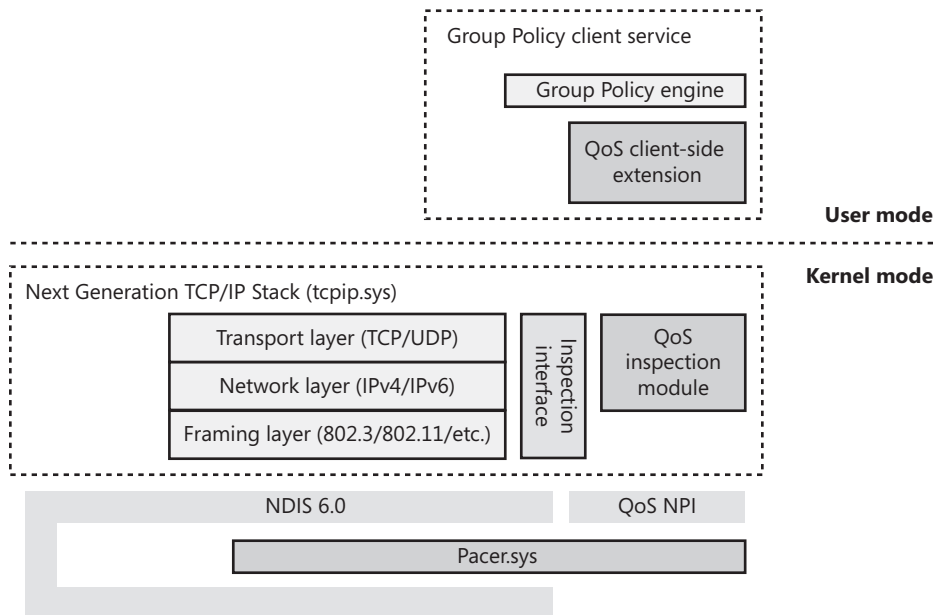 Group Policy client service
Group Policy engine
QoS client-side
extension
User mode
Kernel mode
Next Generation TCP/IP Stack (tcpip.sys)
Transport layer (TCP/UDP)
Network layer (IPv4/IPv6)
Framing layer (802.3/802.11/etc.)
Inspection
interface
QoS
inspection
module
NDIS 6.0
QoS NPI
Pacer.sys